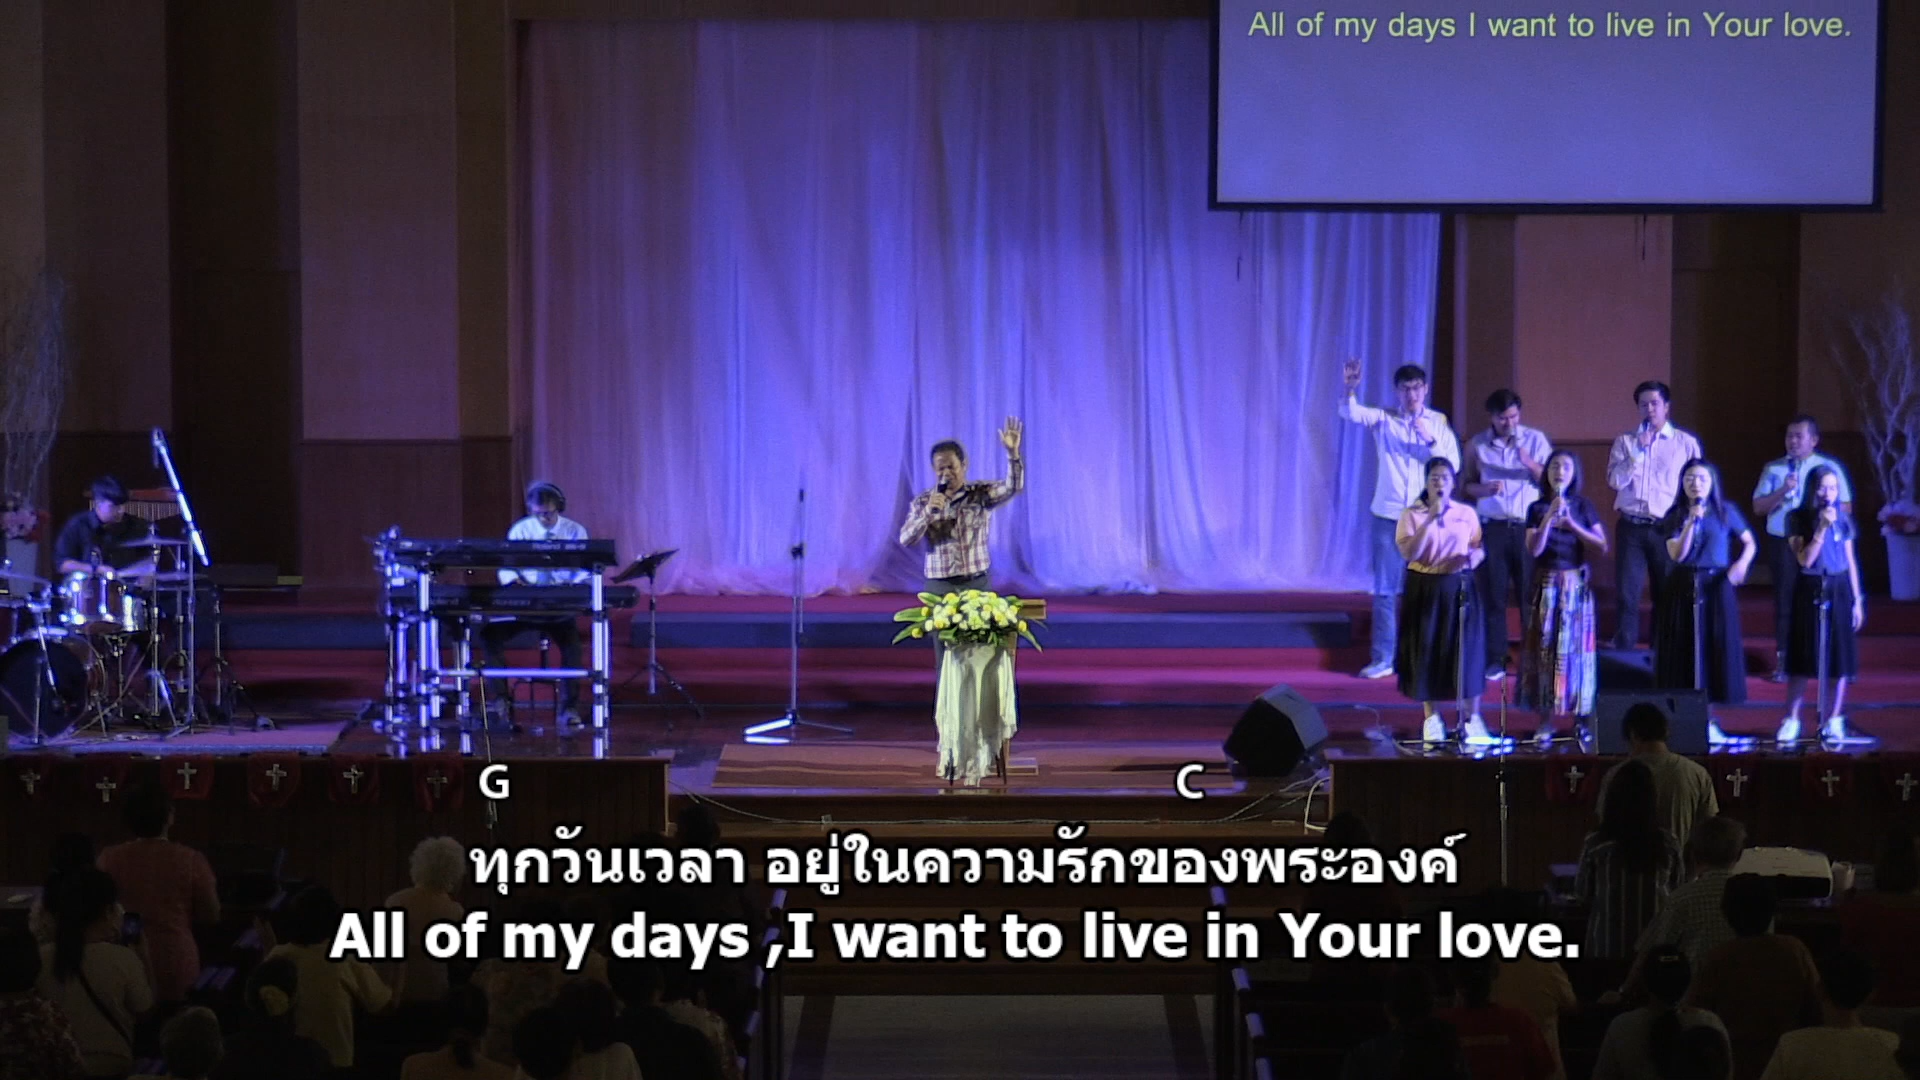 All of my days I want to live in Your love.
Roland
G C
ทุกวันเวลา อยู่ในความรักของพระองค์
All of my days ,I want to live in Your love.